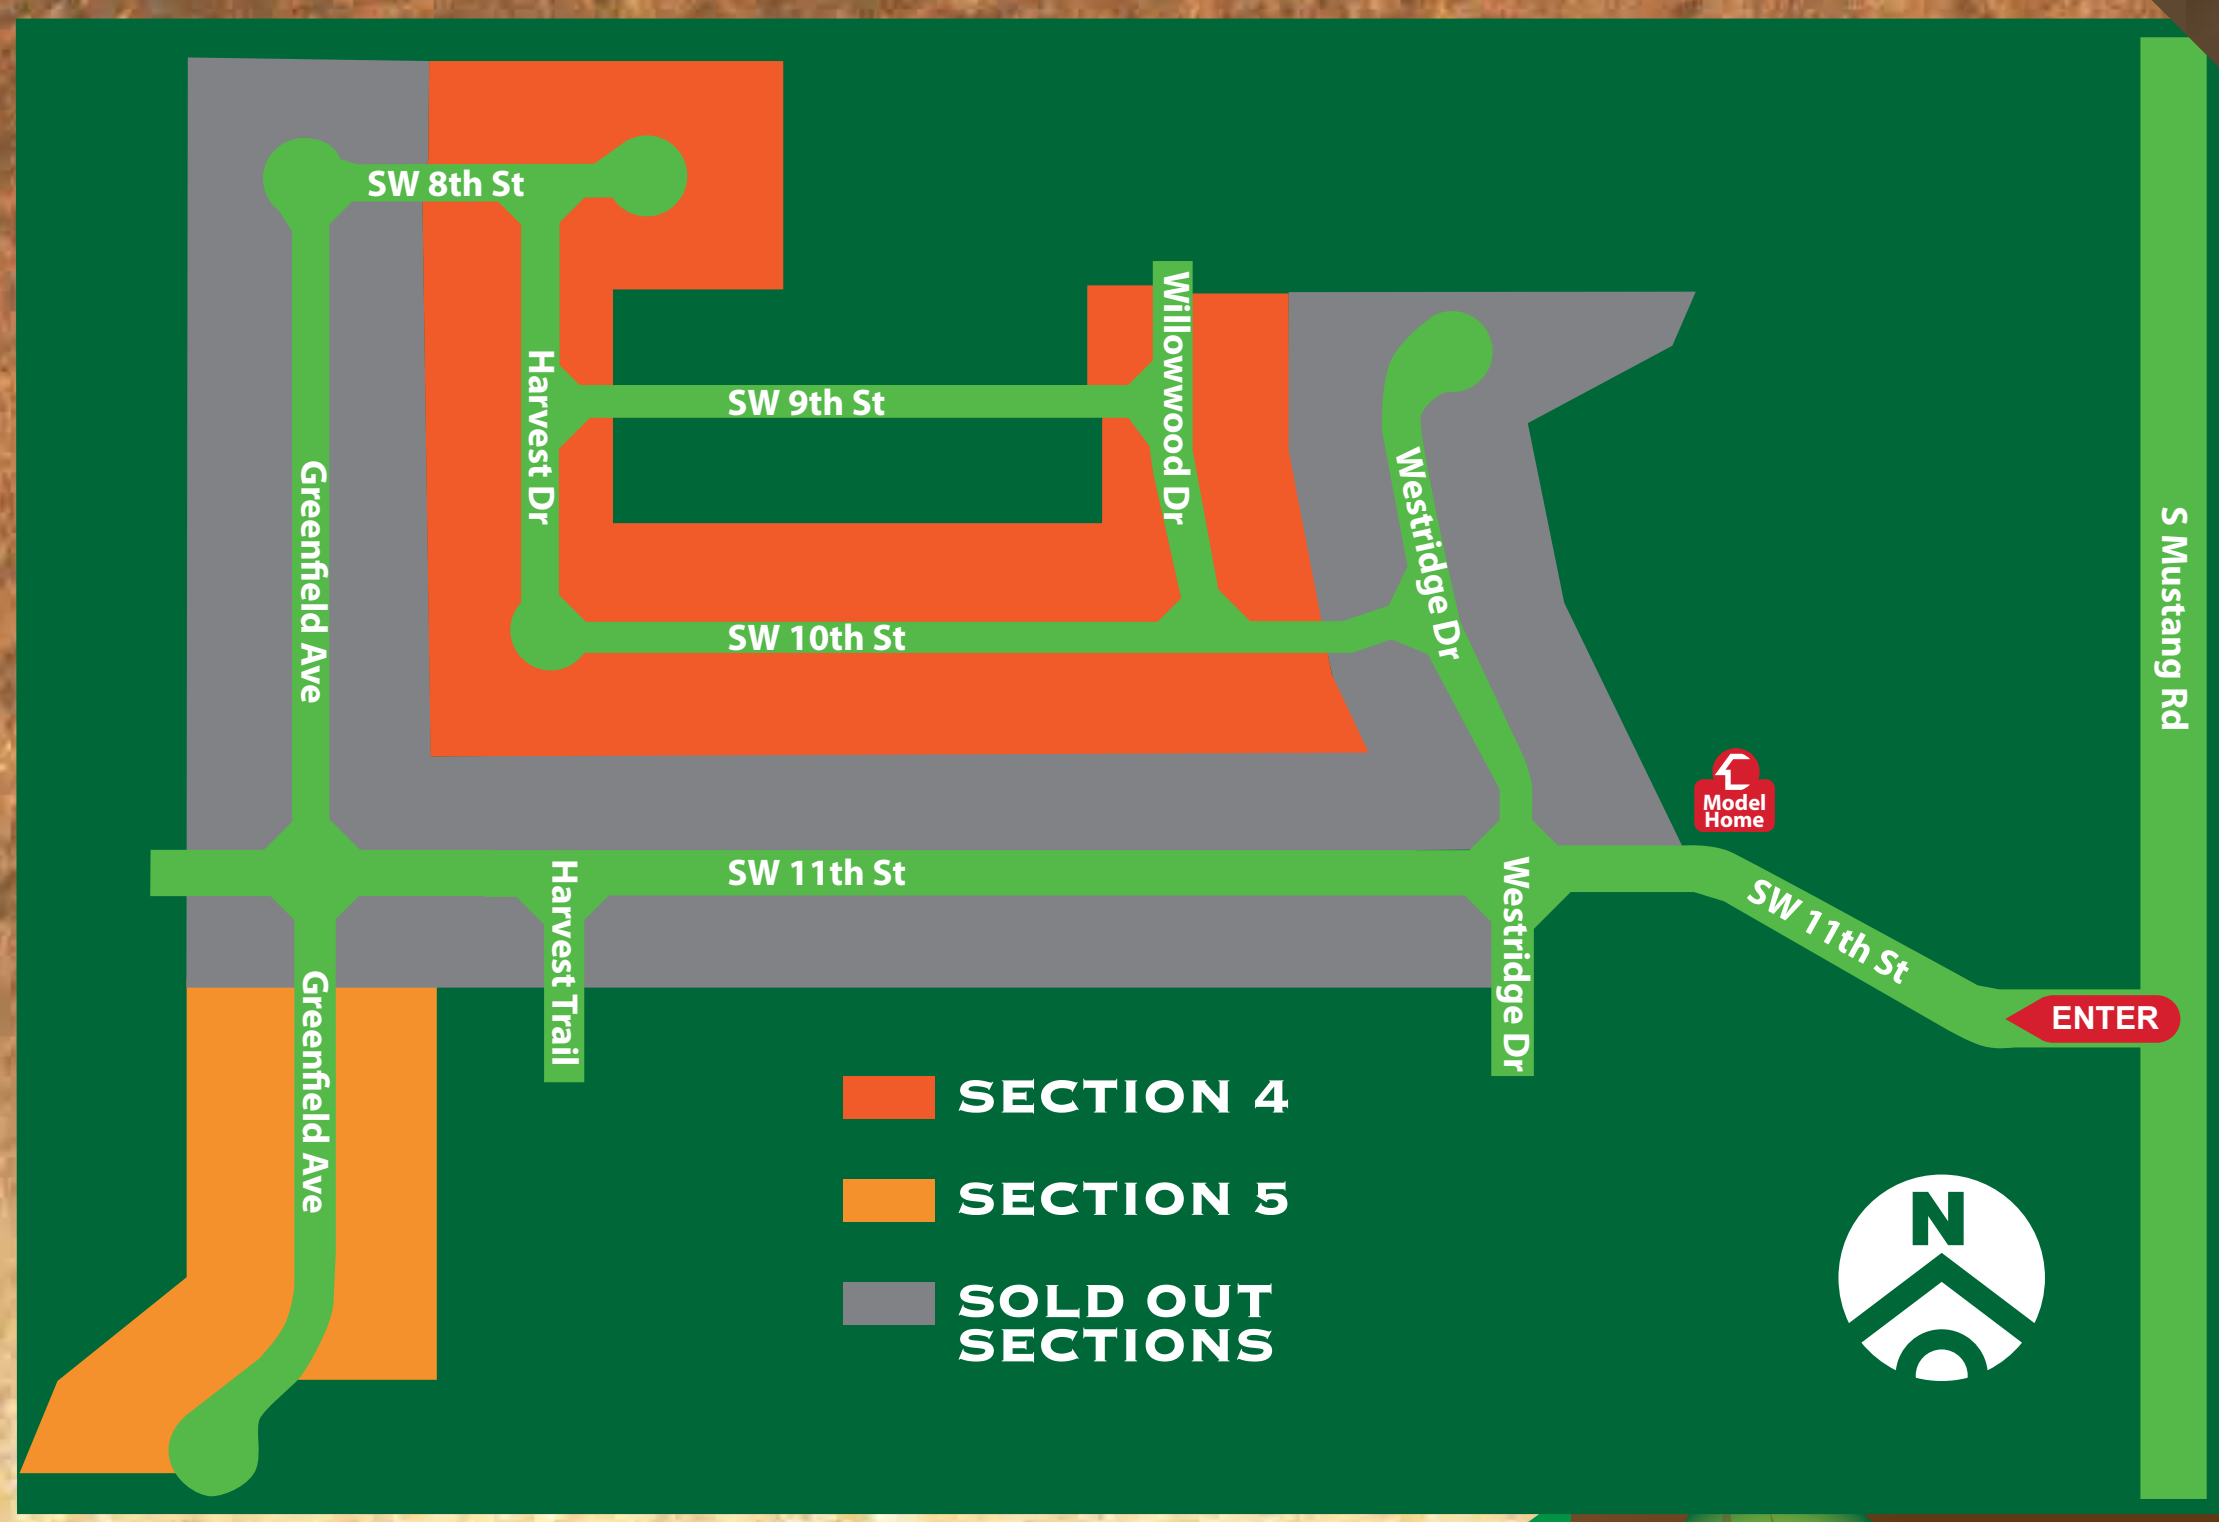 SW 8th St
Willowwood Dr
Harvest Dr
SW 9th St
Westridge Dr
Greenfield Ave
S Mustang Rd
SW 10th St
Model
Home
SW 11th St
Harvest Trail
Westridge Dr
SW 11th St
Greenfield Ave
ENTER
SECTION 4
SECTION 5
SOLD OUT
SECTIONS
N